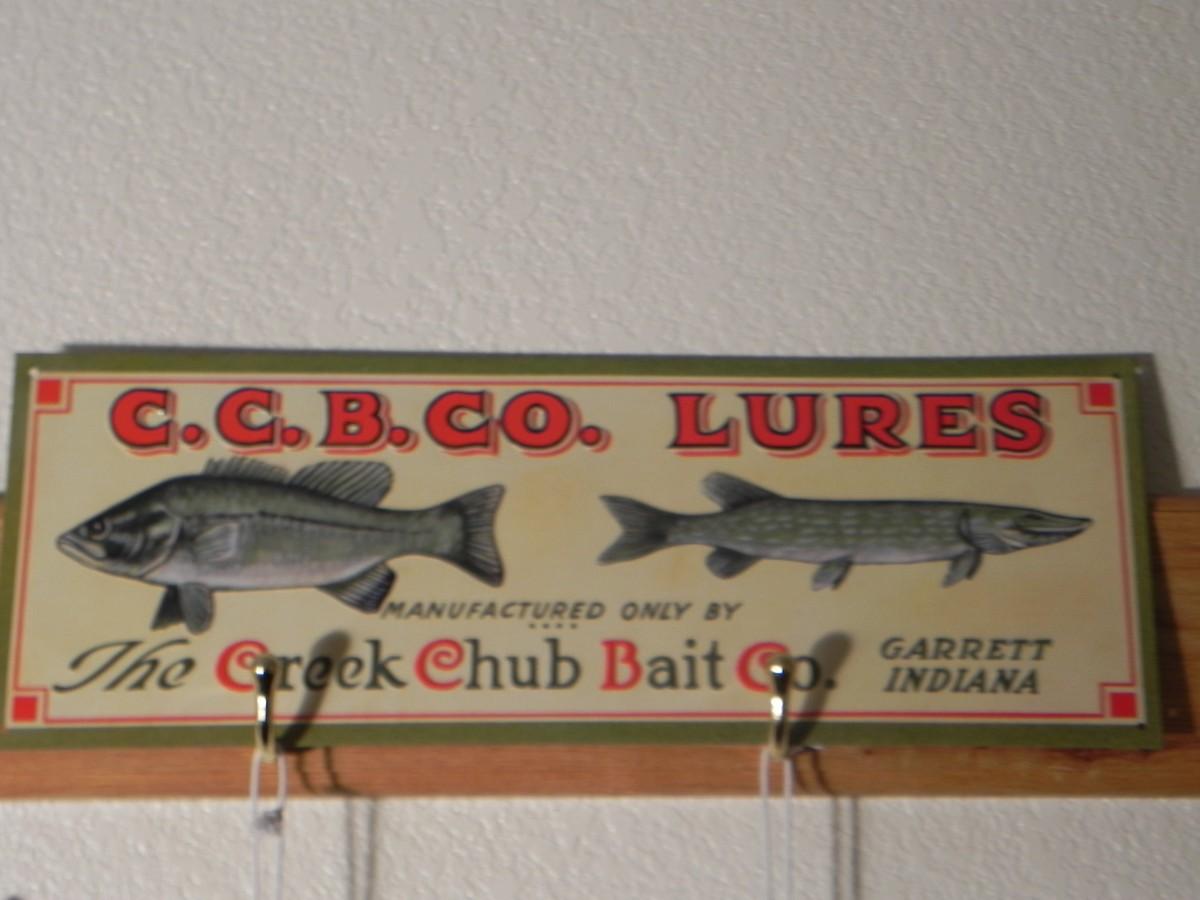 C.C.B.CO. LURES
MANUFACTURED ONLY BY
The Creek Chub Bait Co.
GARRETT
INDIANA